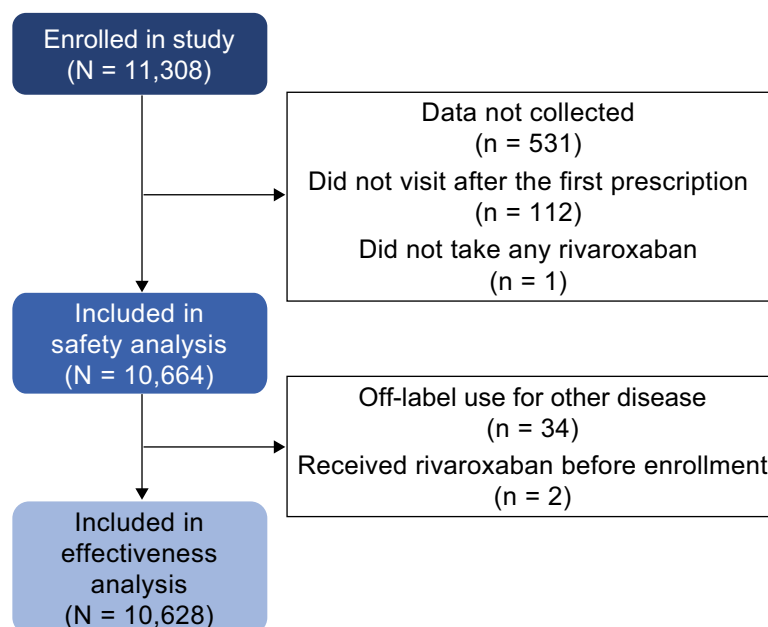 Enrolled in study
(N = 11,308)
Data not collected
(n = 531)
Did not visit after the first prescription
(n = 112)
Did not take any rivaroxaban
(n = 1)
Included in
safety analysis
(N = 10,664)
Off-label use for other disease
(n = 34)
Received rivaroxaban before enrollment
(n = 2)
Included in
effectiveness
analysis
(N = 10,628)